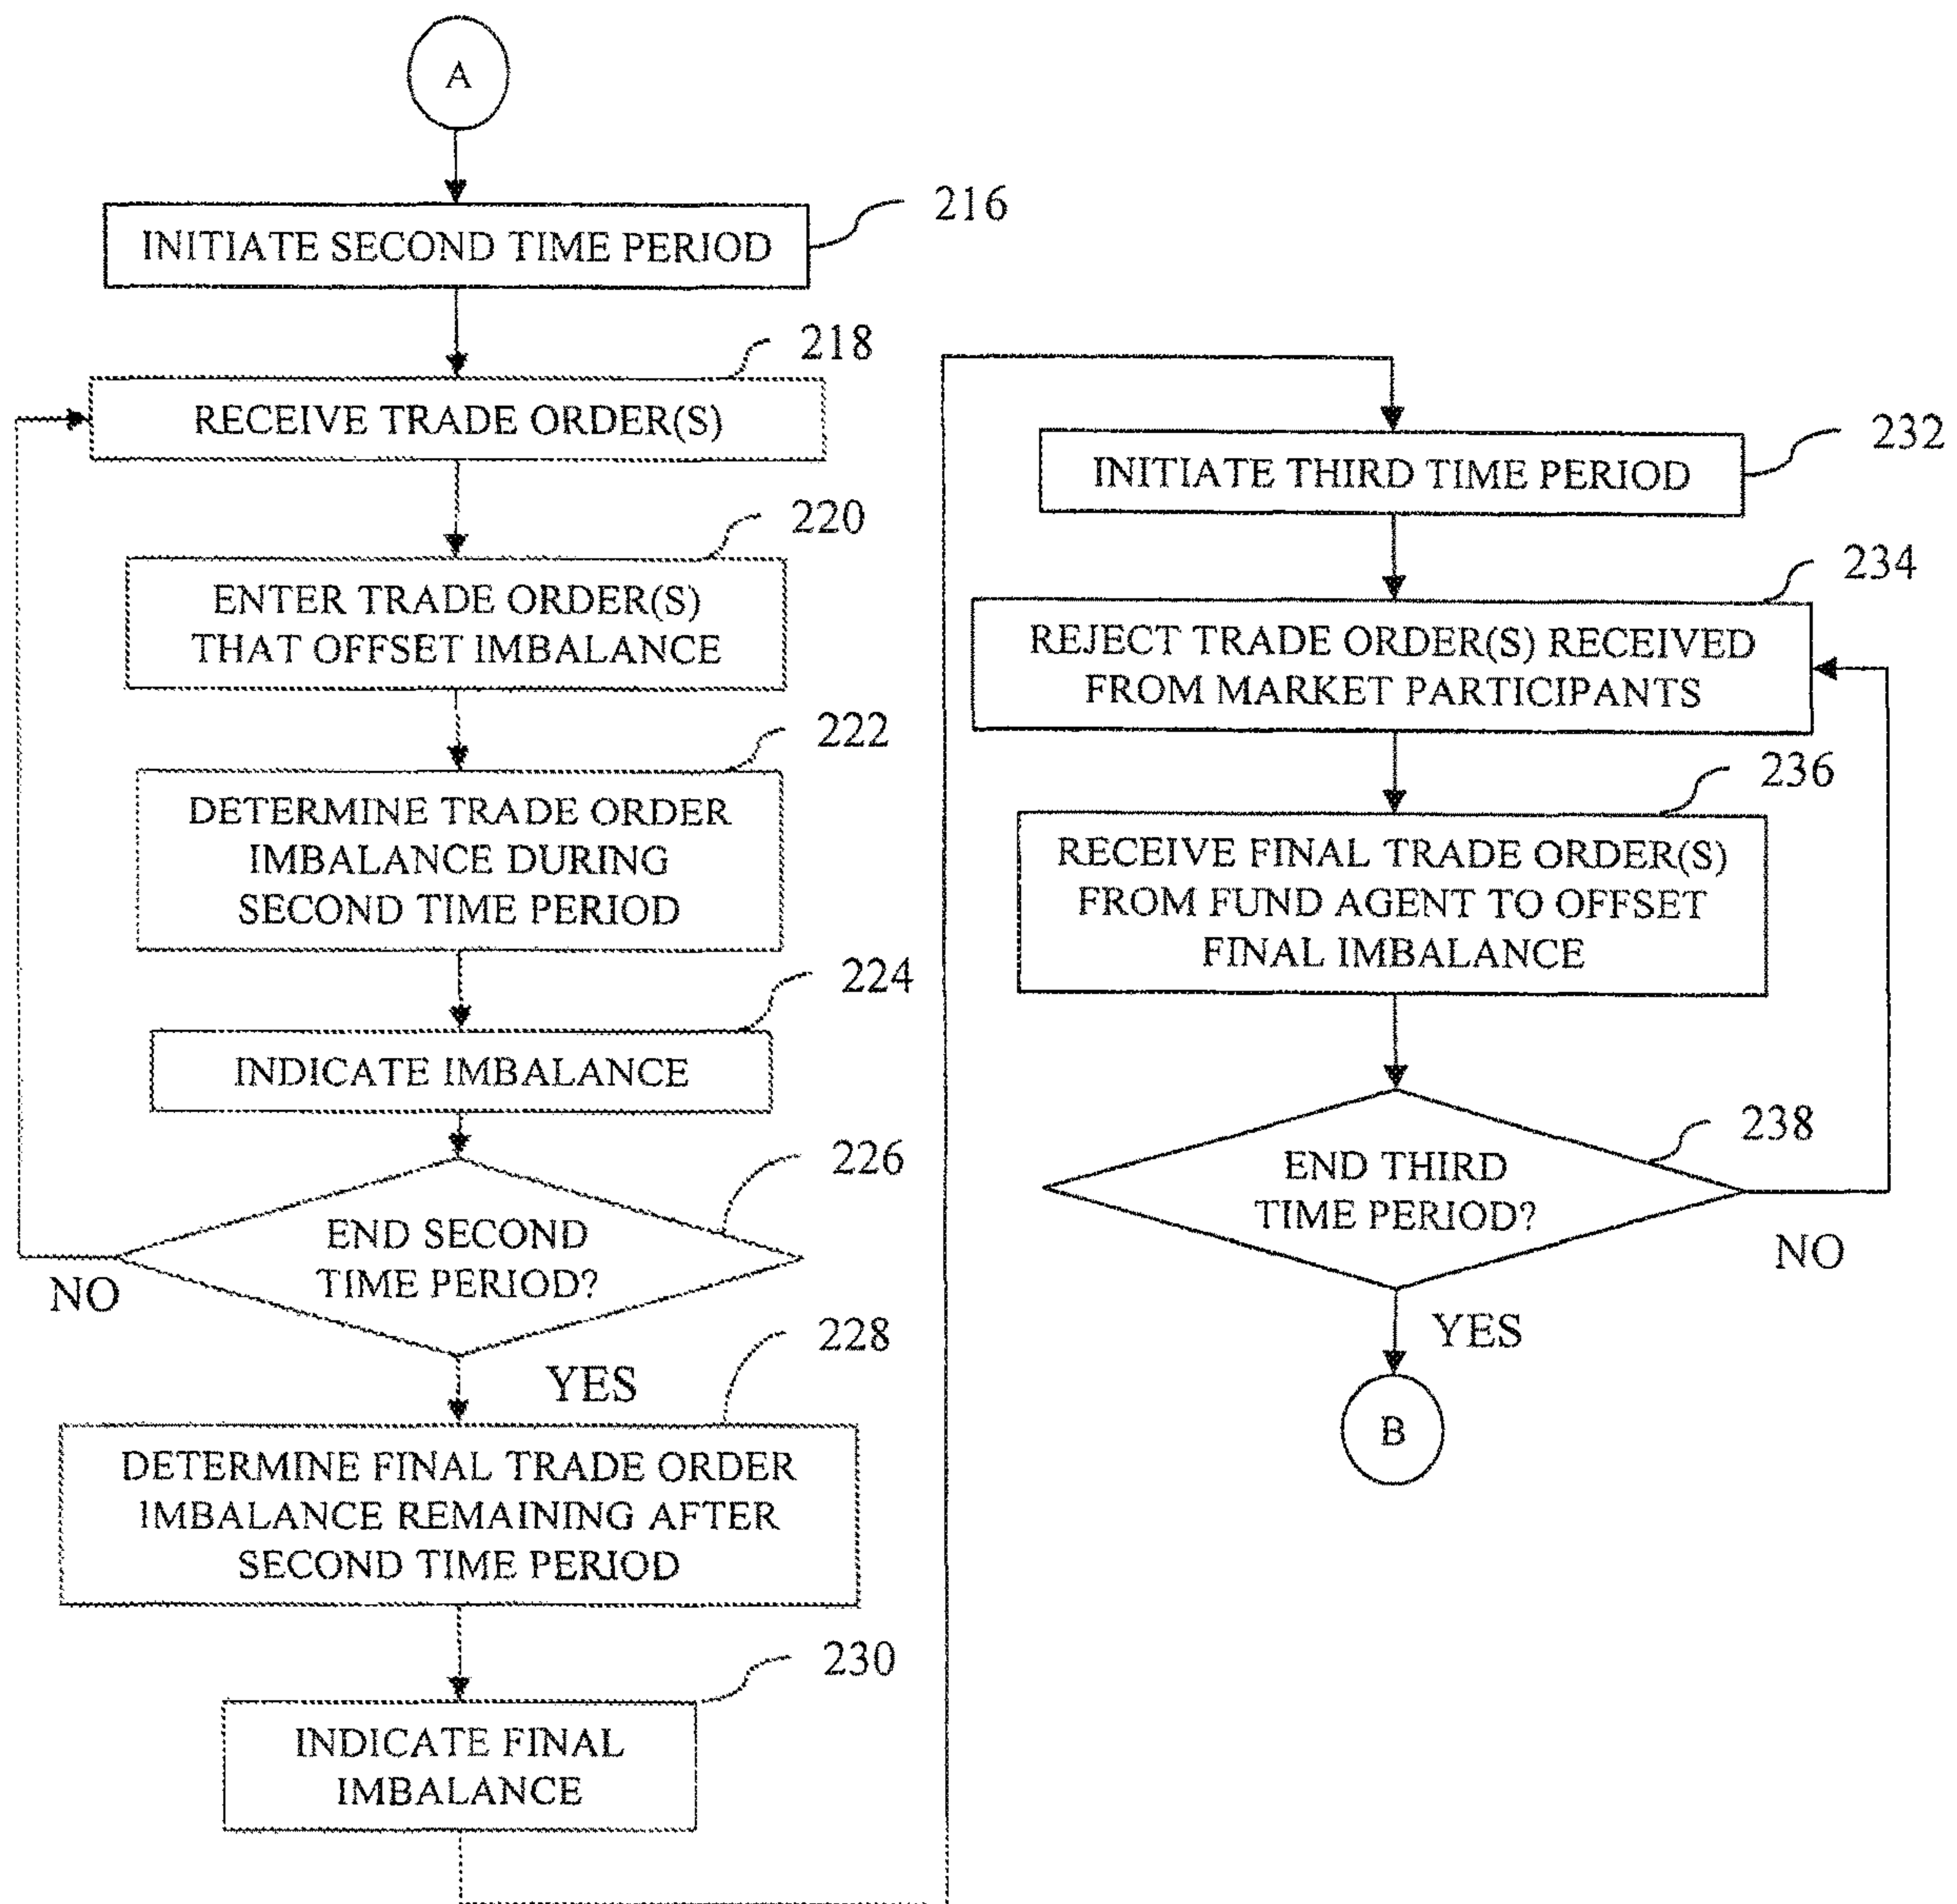 A
216
INITIATE SECOND TIME PERIOD
218
RECEIVE TRADE ORDER(S)
220
ENTER TRADE ORDER(S)
THAT OFFSET IMBALANCE
222
DETERMINE TRADE ORDER
IMBALANCE DURING
SECOND TIME PERIOD
224
INDICATE IMBALANCE
226
END SECOND
TIME PERIOD?
NO
YES
228
DETERMINE FINAL TRADE ORDER
IMBALANCE REMAINING AFTER
SECOND TIME PERIOD
230
INDICATE FINAL
IMBALANCE
232
INITIATE THIRD TIME PERIOD
234
REJECT TRADE ORDER(S) RECEIVED
FROM MARKET PARTICIPANTS
236
RECEIVE FINAL TRADE ORDER(S)
FROM FUND AGENT TO OFFSET
FINAL IMBALANCE
238
END THIRD
TIME PERIOD?
NO
YES
B